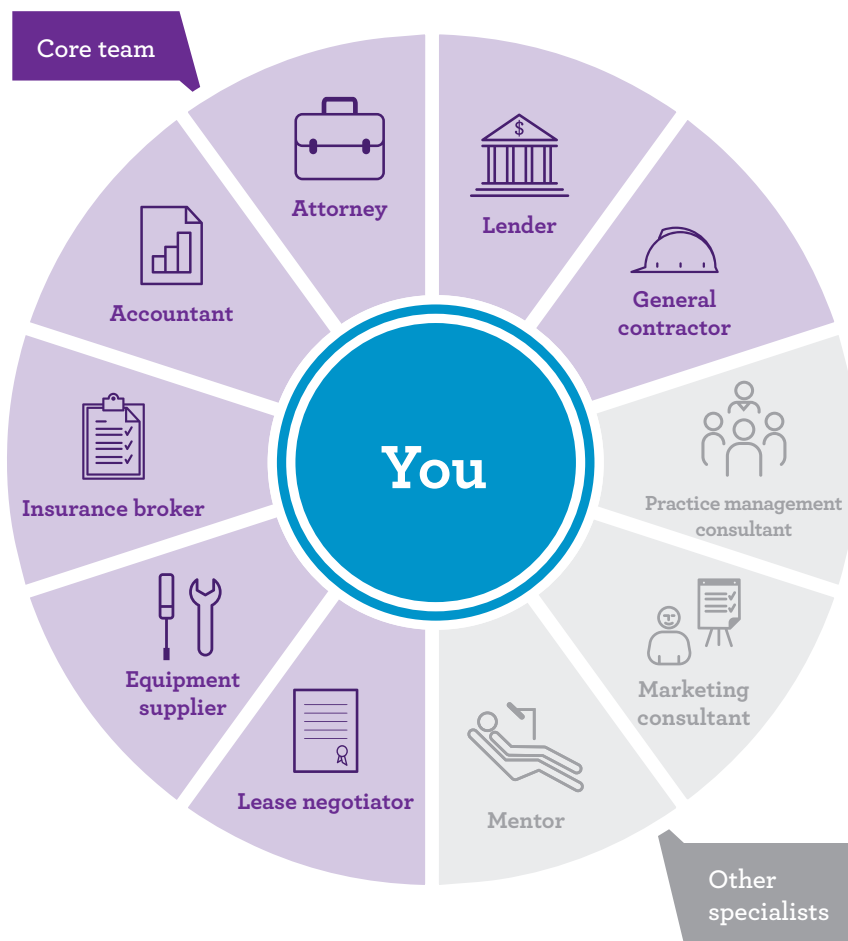 Core team
Attorney
$
Lender
Accountant
General
contractor
You
Insurance broker
Practice management
consultant
Equipment
supplier
Marketing
consultant
Lease negotiator
Mentor
Other
specialists